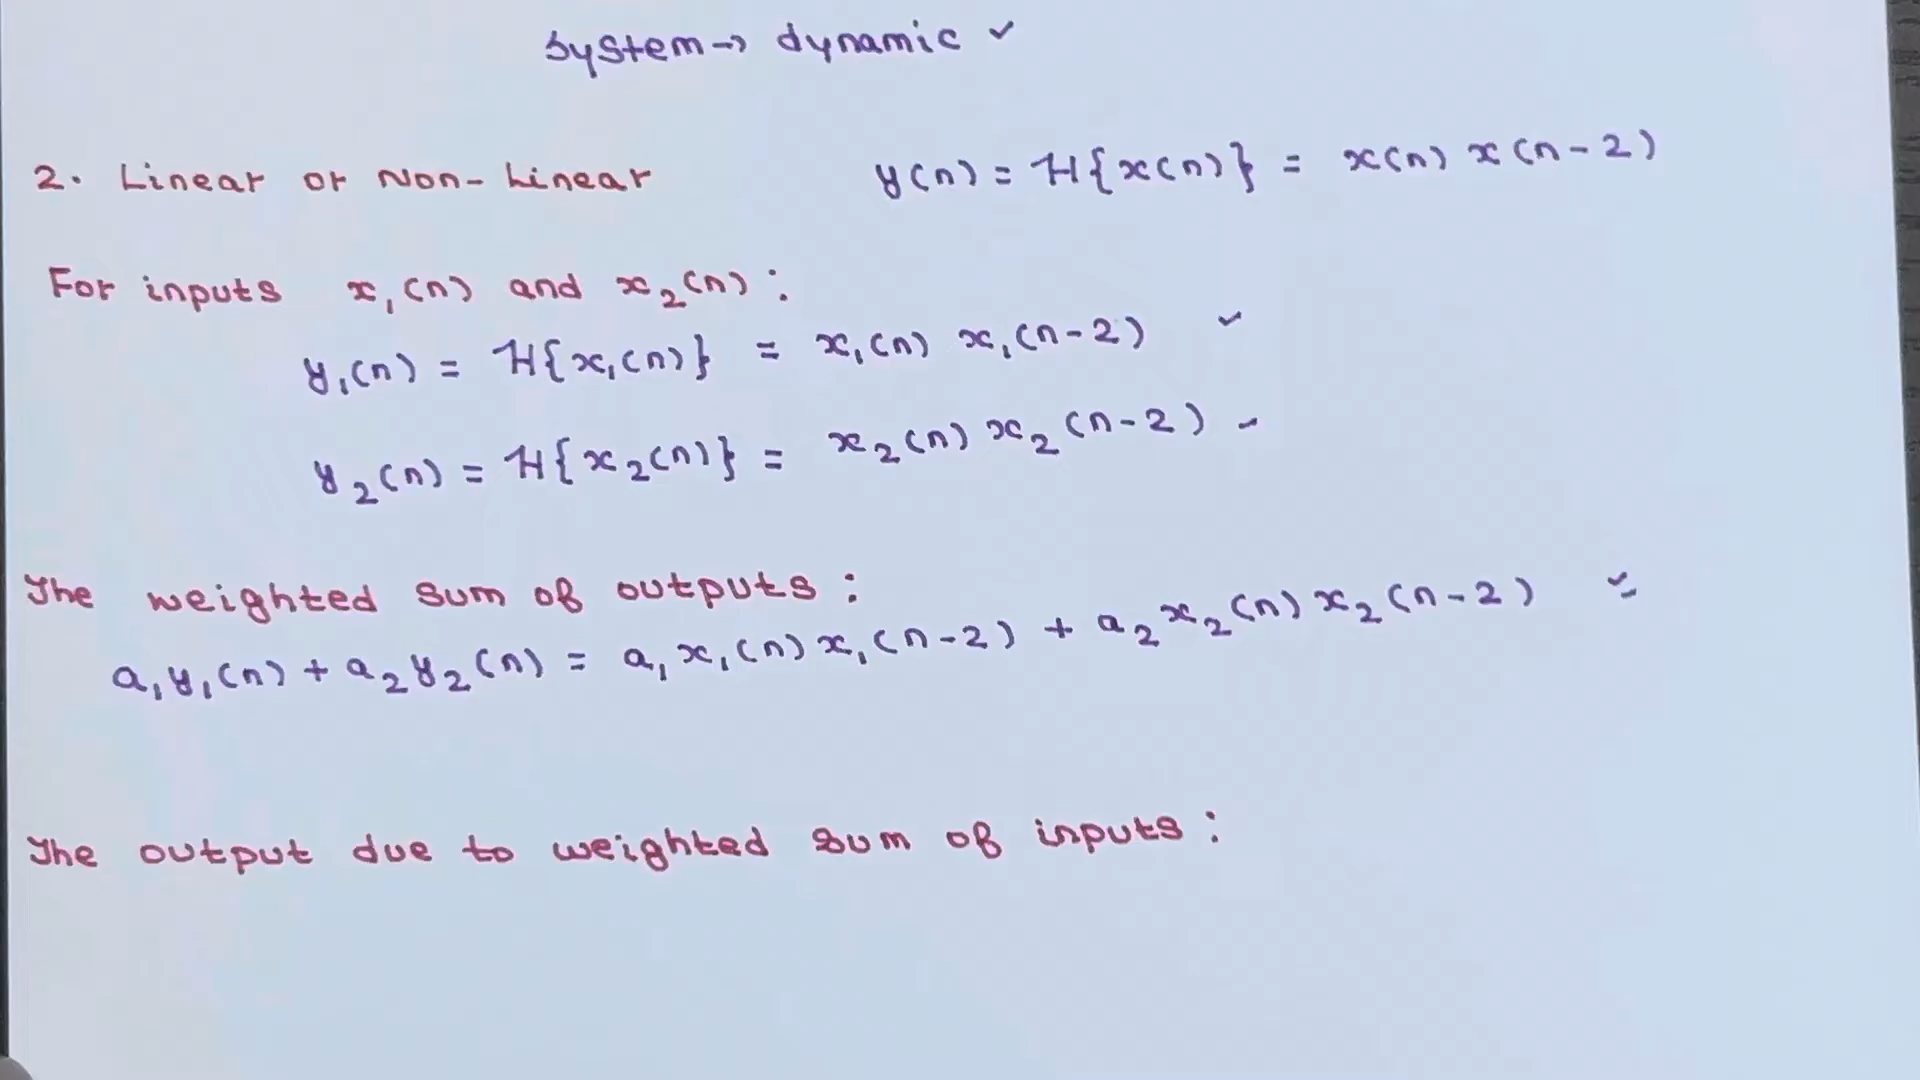 System → dynamic ✓
2. Linear or Non-Linear y(n) = H{x(n)} = x(n) x(n-2)
For inputs x₁(n) and x₂(n) :
y₁(n) = H{x₁(n)} = x₁(n) x₁(n-2) ✓
y₂(n) = H{x₂(n)} = x₂(n) x₂(n-2) -
The weighted sum of outputs :
a₁y₁(n) + a₂y₂(n) = a₁x₁(n)x₁(n-2) + a₂x₂(n)x₂(n-2)
The output due to weighted sum of inputs :